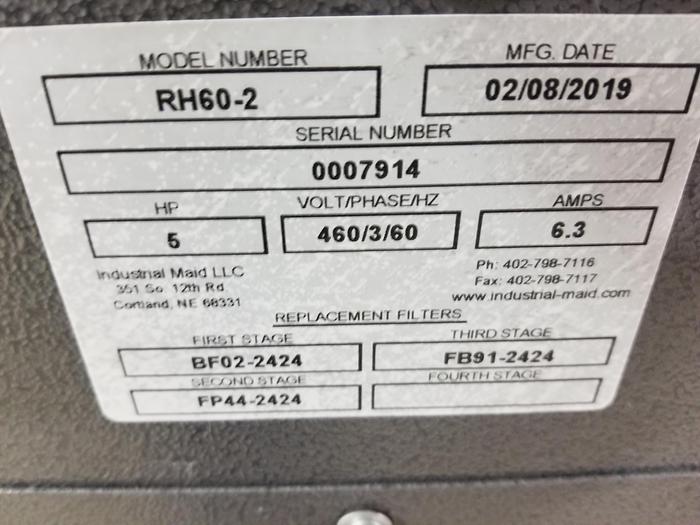 MODEL NUMBER MFG. DATE
RH60-2 02/08/2019
SERIAL NUMBER
0007914
HP VOLT/PHASE/HZ AMPS
5 460/3/60 6.3
Industrial Maid LLC
351 So. 12th Rd
Cortland, NE 68331
Ph: 402-798-7116
Fax: 402-798-7117
www.industrial-maid.com
REPLACEMENT FILTERS
FIRST STAGE THIRD STAGE
BF02-2424 FB91-2424
SECOND STAGE FOURTH STAGE
FP44-2424